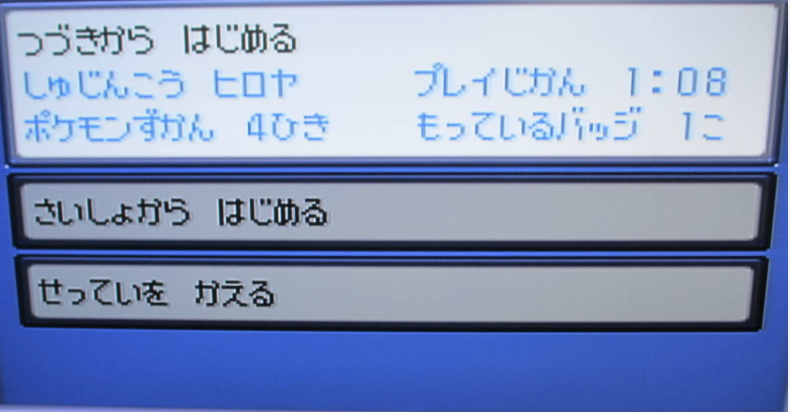 つづきから はじめる
しゅじんこう ヒロヤ プレイじかん 1:08
ポケモンずかん 4ひき もっているバッジ 1こ
さいしょから はじめる
せっていを かえる